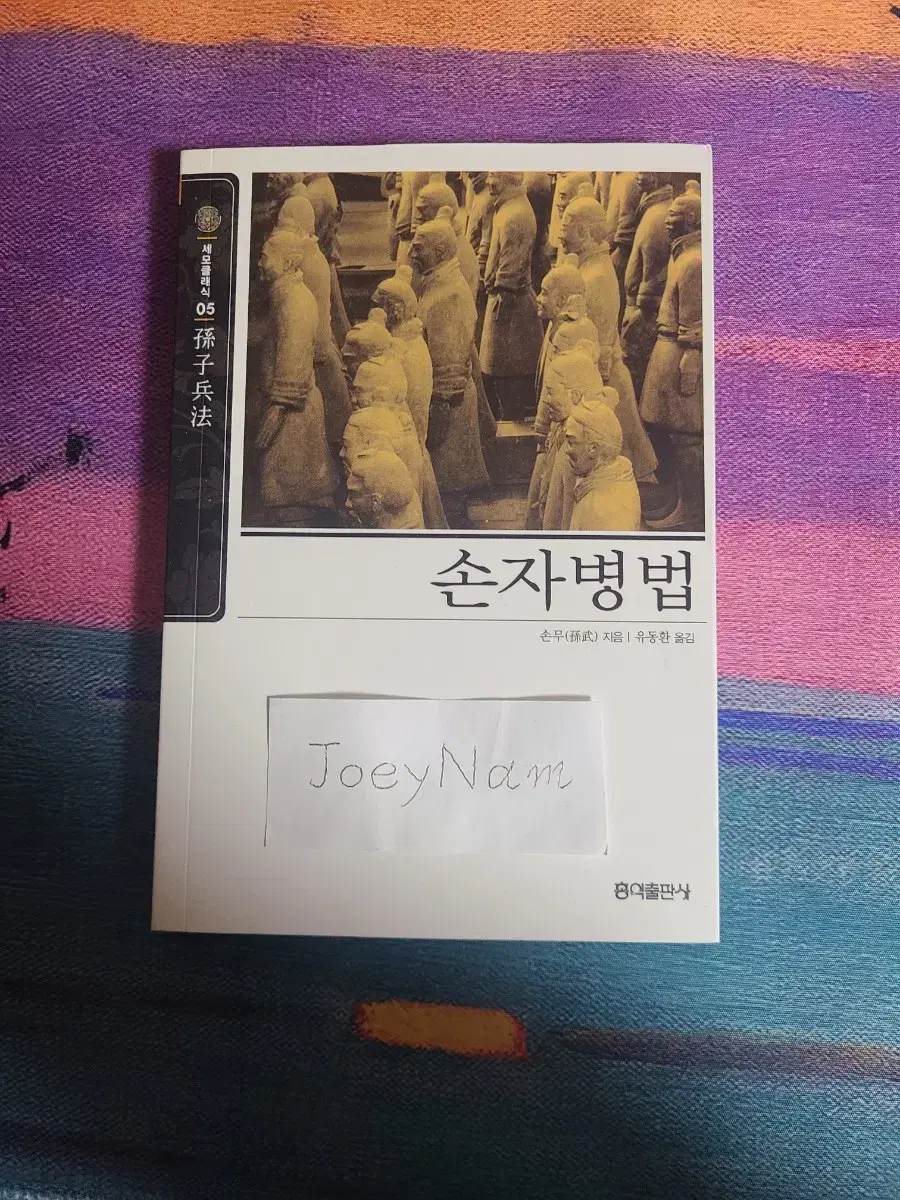 세모클래식
05
孫子兵法
손자병법
손무(孫武) 지음 | 유동환 옮김
JoeyNam
홍익출판사